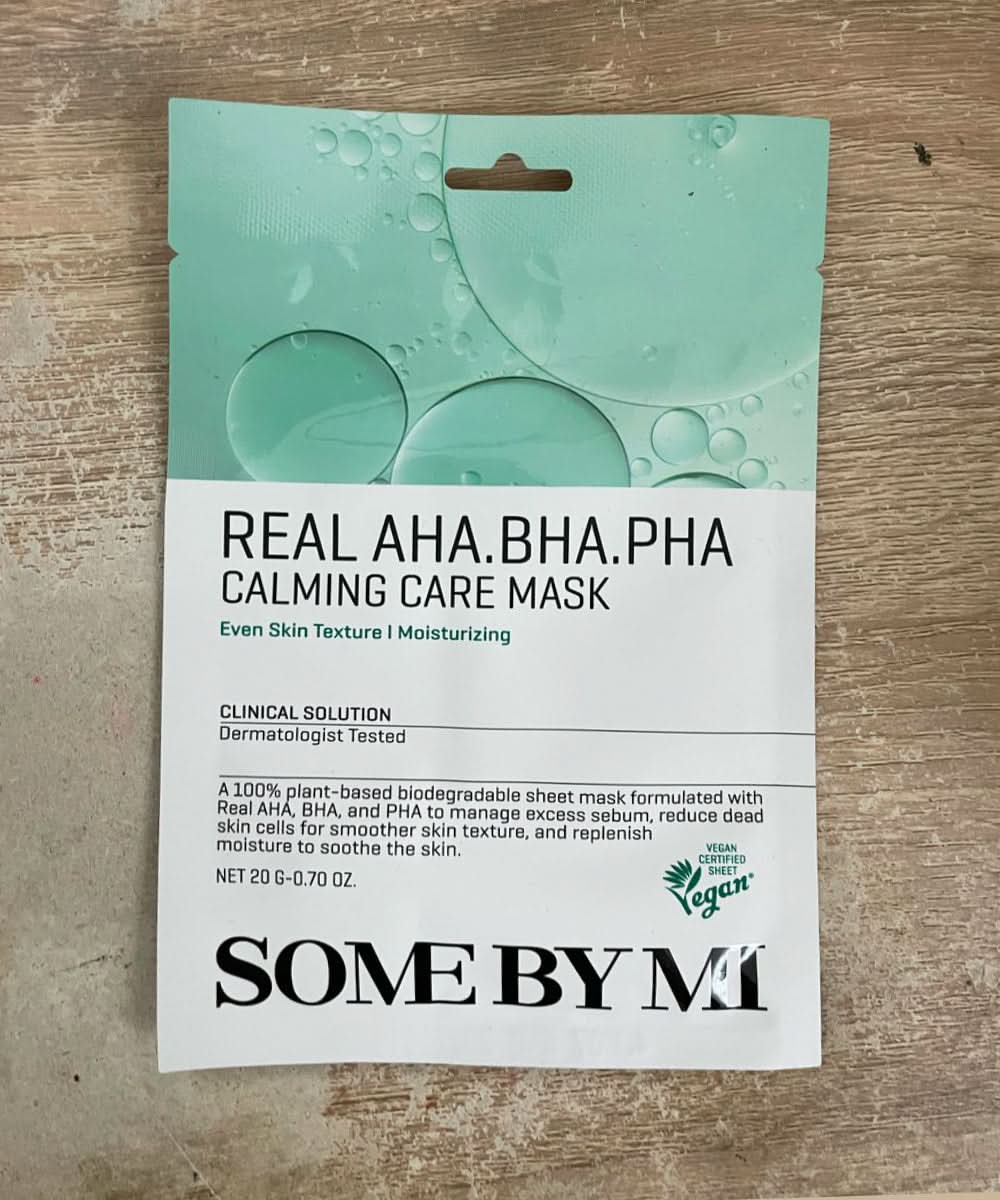 REAL AHA.BHA.PHA
CALMING CARE MASK
Even Skin Texture | Moisturizing
CLINICAL SOLUTION
Dermatologist Tested
A 100% plant-based biodegradable sheet mask formulated with
Real AHA, BHA, and PHA to manage excess sebum, reduce dead
skin cells for smoother skin texture, and replenish
moisture to soothe the skin.
NET 20 G-0.70 OZ.
VEGAN
CERTIFIED
SHEET
Vegan®
SOME BY MI